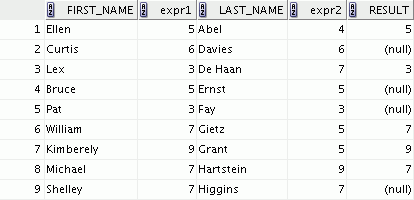 FIRST_NAME expr1 LAST_NAME expr2 RESULT
1 Ellen 5 Abel 4 5
2 Curtis 6 Davies 6 (null)
3 Lex 3 De Haan 7 3
4 Bruce 5 Ernst 5 (null)
5 Pat 3 Fay 3 (null)
6 William 7 Gietz 5 7
7 Kimberely 9 Grant 5 9
8 Michael 7 Hartstein 9 7
9 Shelley 7 Higgins 7 (null)